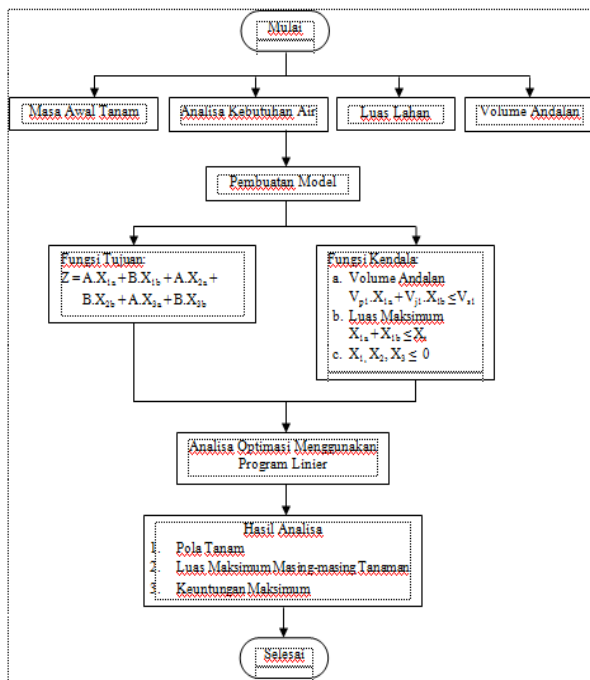 Mulai
Masa Awal Tanam
Analisa Kebutuhan Air
Luas Lahan
Volume Andalan
Pembuatan Model
Fungsi Tujuan:
Z = A.X₁ₐ + B.X₁b + A.X₂ₐ +
B.X₂b + A.X₃ₐ + B.X₃b
Fungsi Kendala:
a. Volume Andalan
Vp₁.X₁ₐ + Vj₁.X₁b ≤ Vs₁
b. Luas Maksimum
X₁ₐ + X₁b ≤ Xₜ
c. X₁, X₂, X₃ ≤ 0
Analisa Optimasi Menggunakan
Program Linier
Hasil Analisa
1. Pola Tanam
2. Luas Maksimum Masing-masing Tanaman
3. Keuntungan Maksimum
Selesai